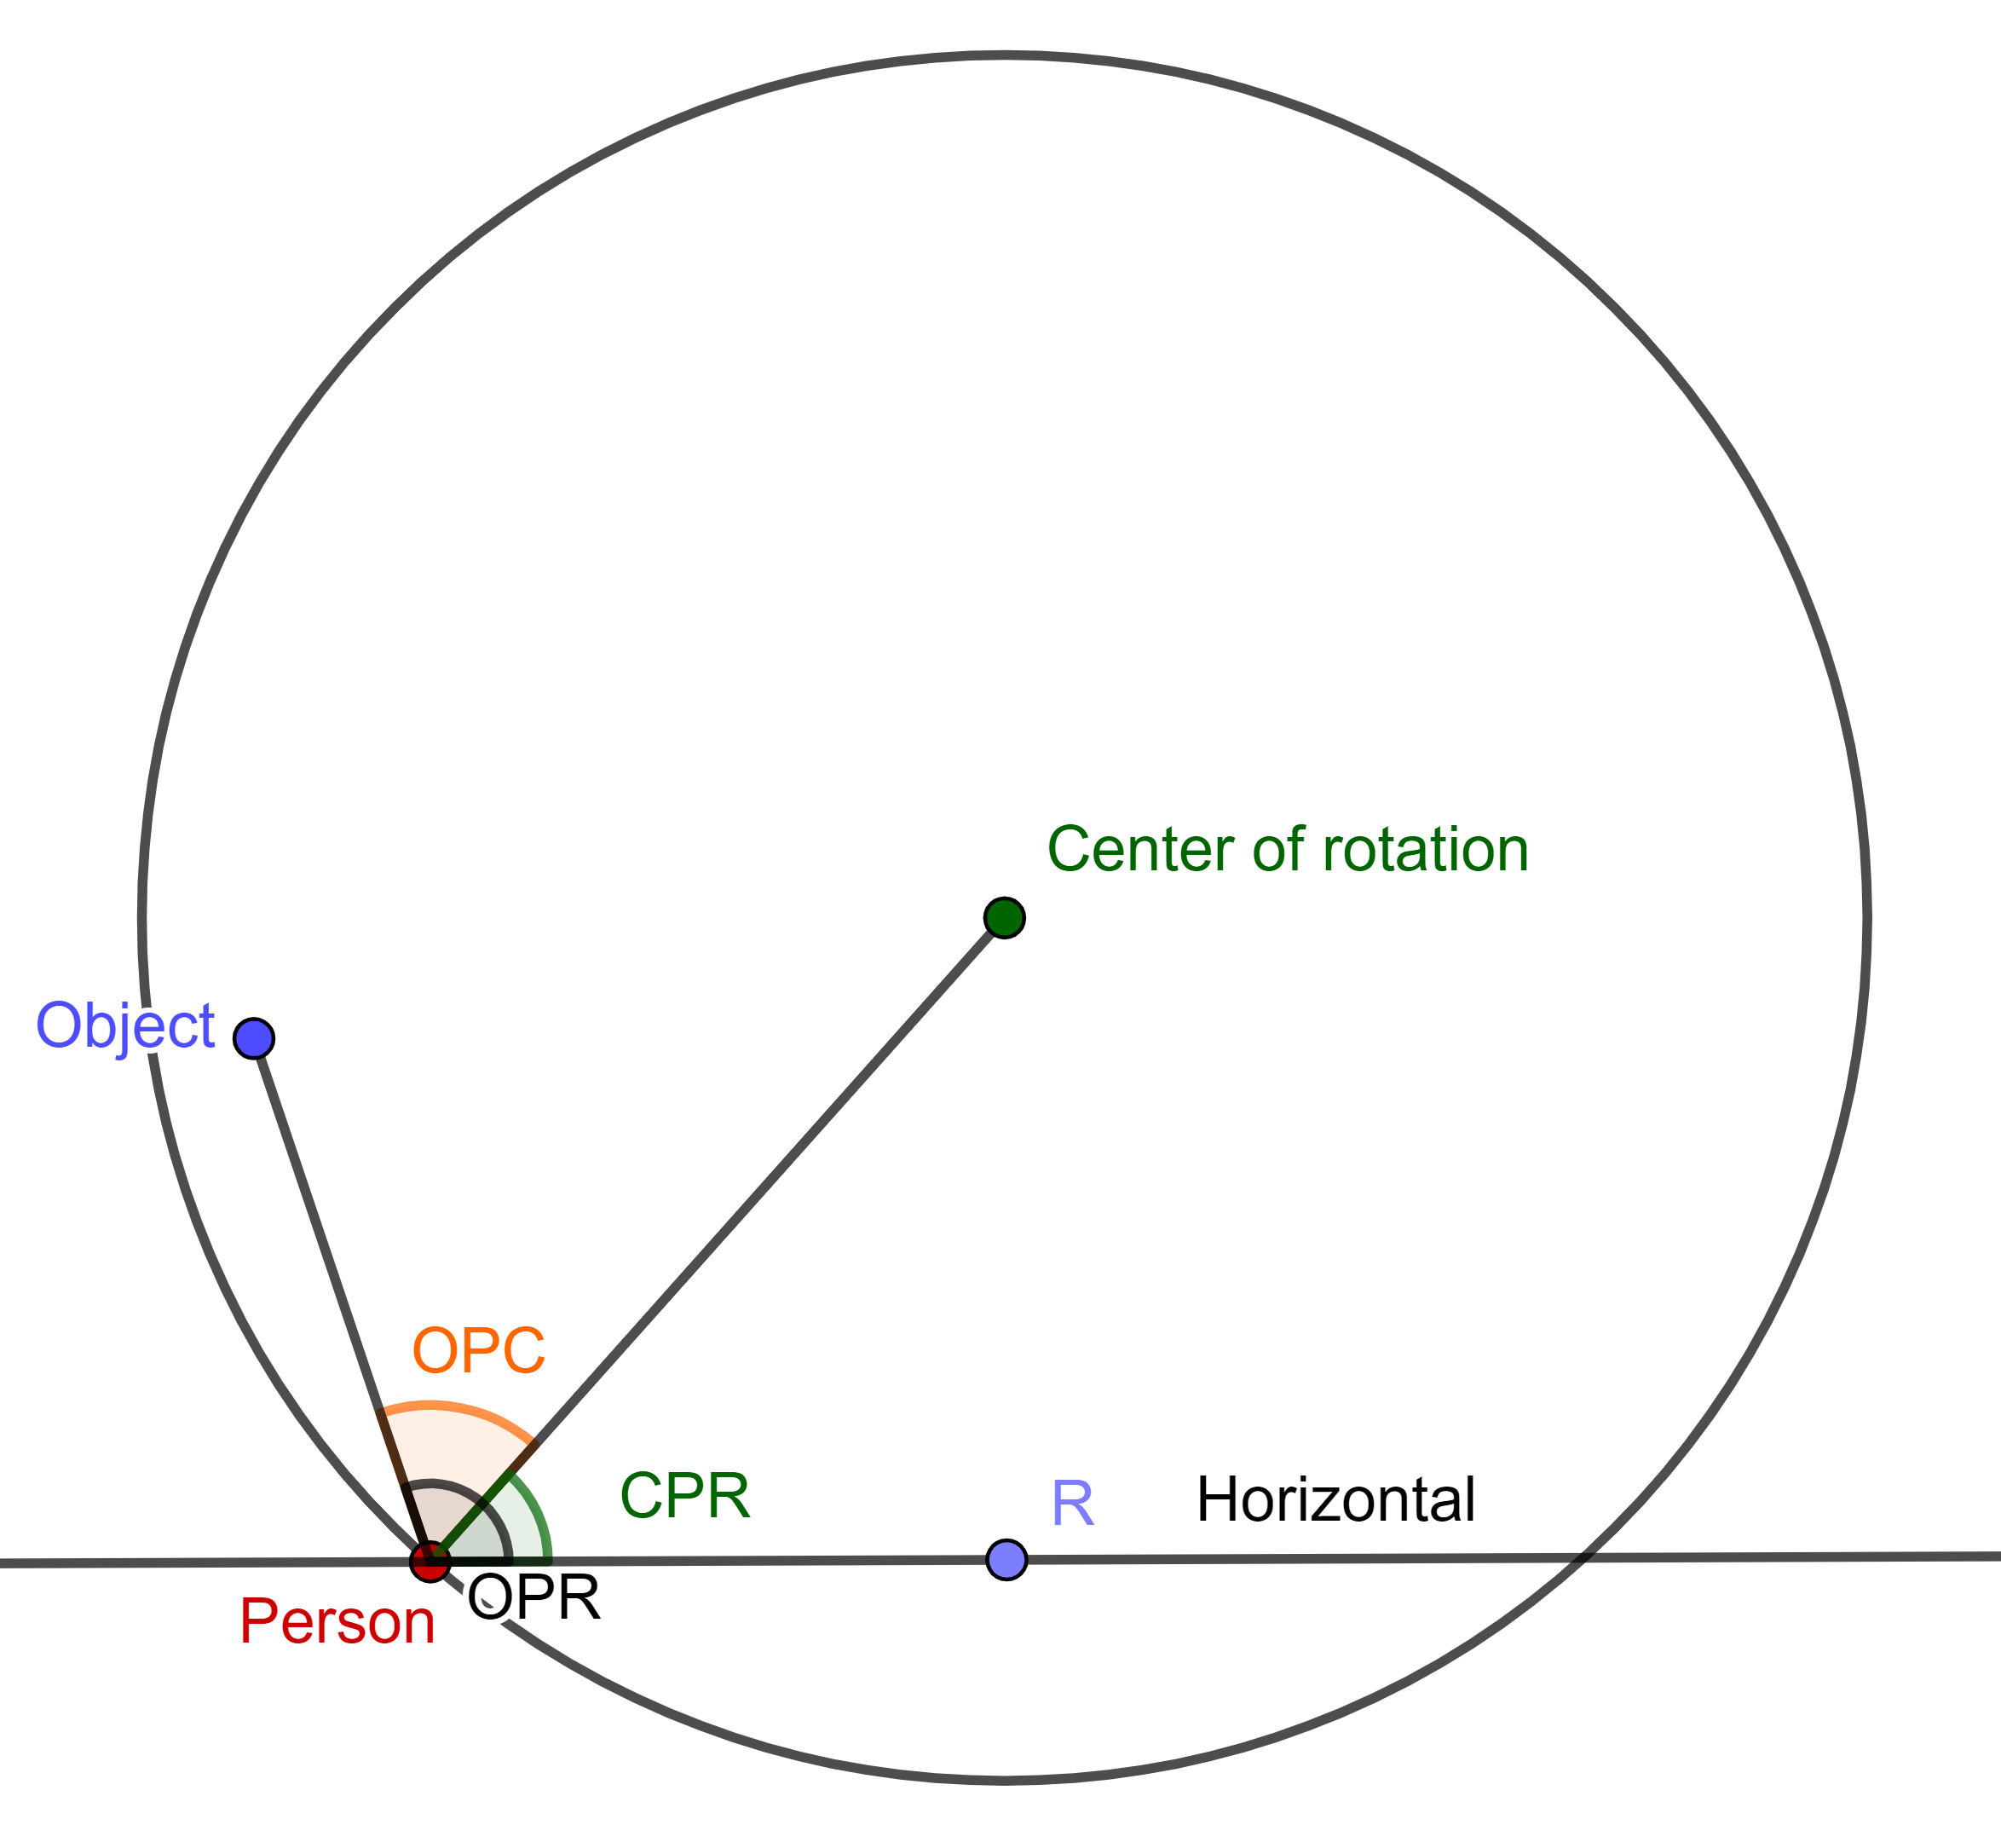 Center of rotation
Object
OPC
CPR
R
Horizontal
OPR
Person